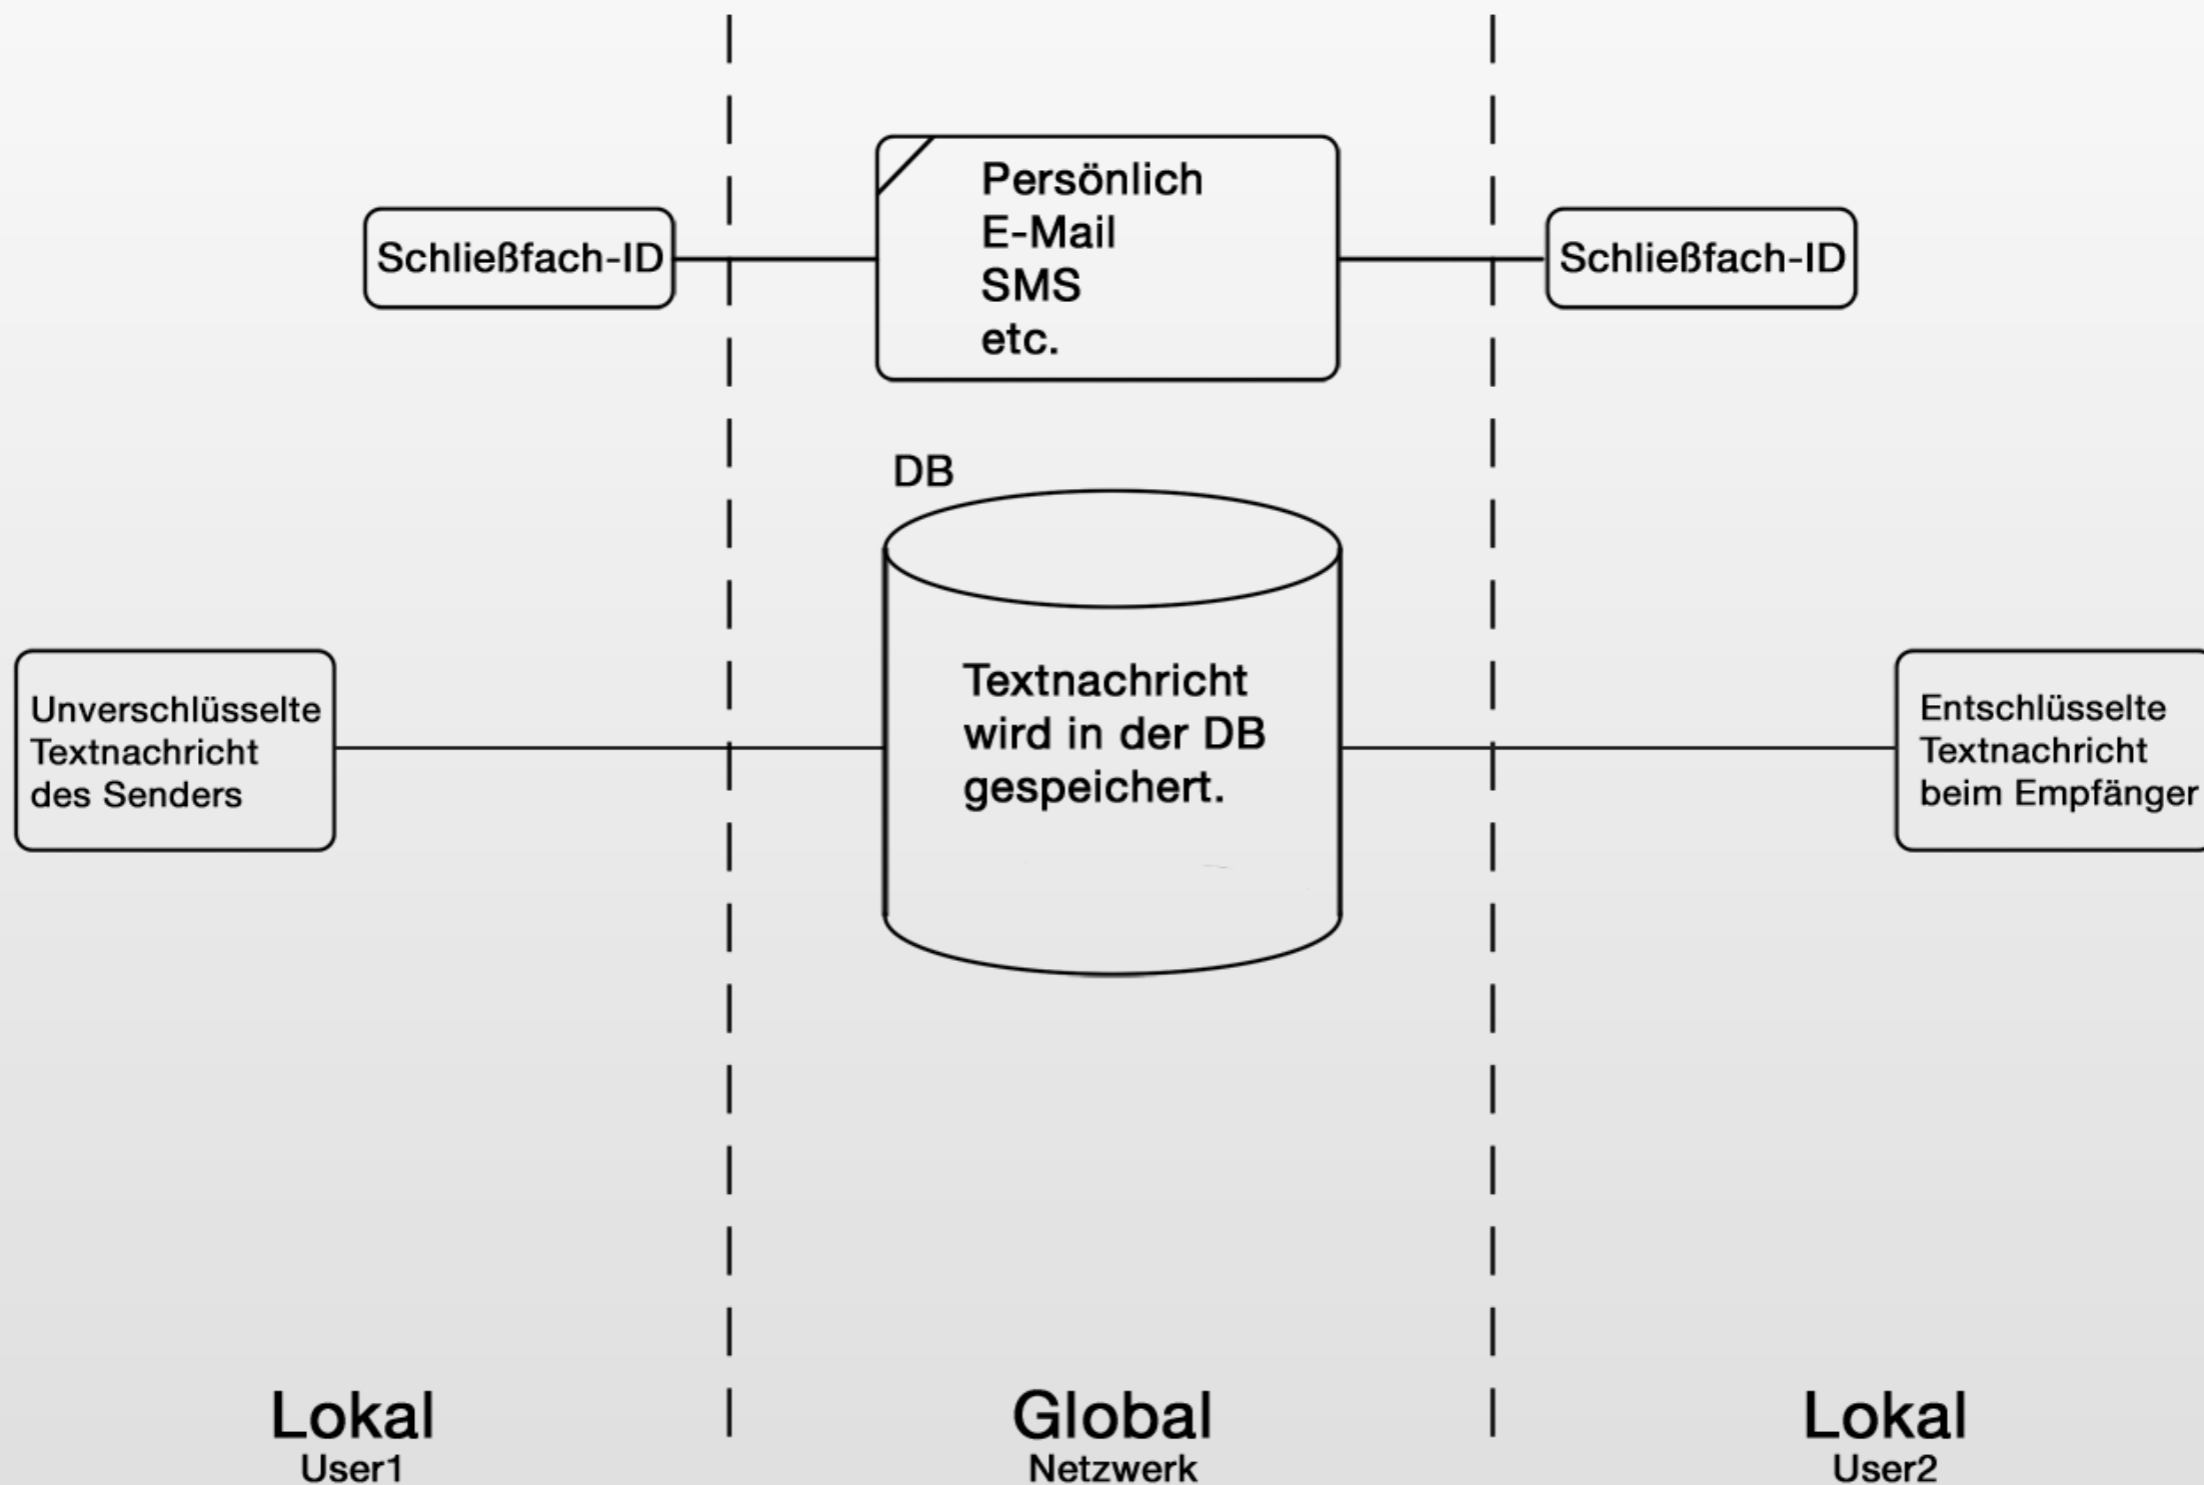 Persönlich
E-Mail
SMS
etc.
Schließfach-ID
Schließfach-ID
DB
Textnachricht
wird in der DB
gespeichert.
Unverschlüsselte
Textnachricht
des Senders
Entschlüsselte
Textnachricht
beim Empfänger
Lokal
User1
Global
Netzwerk
Lokal
User2